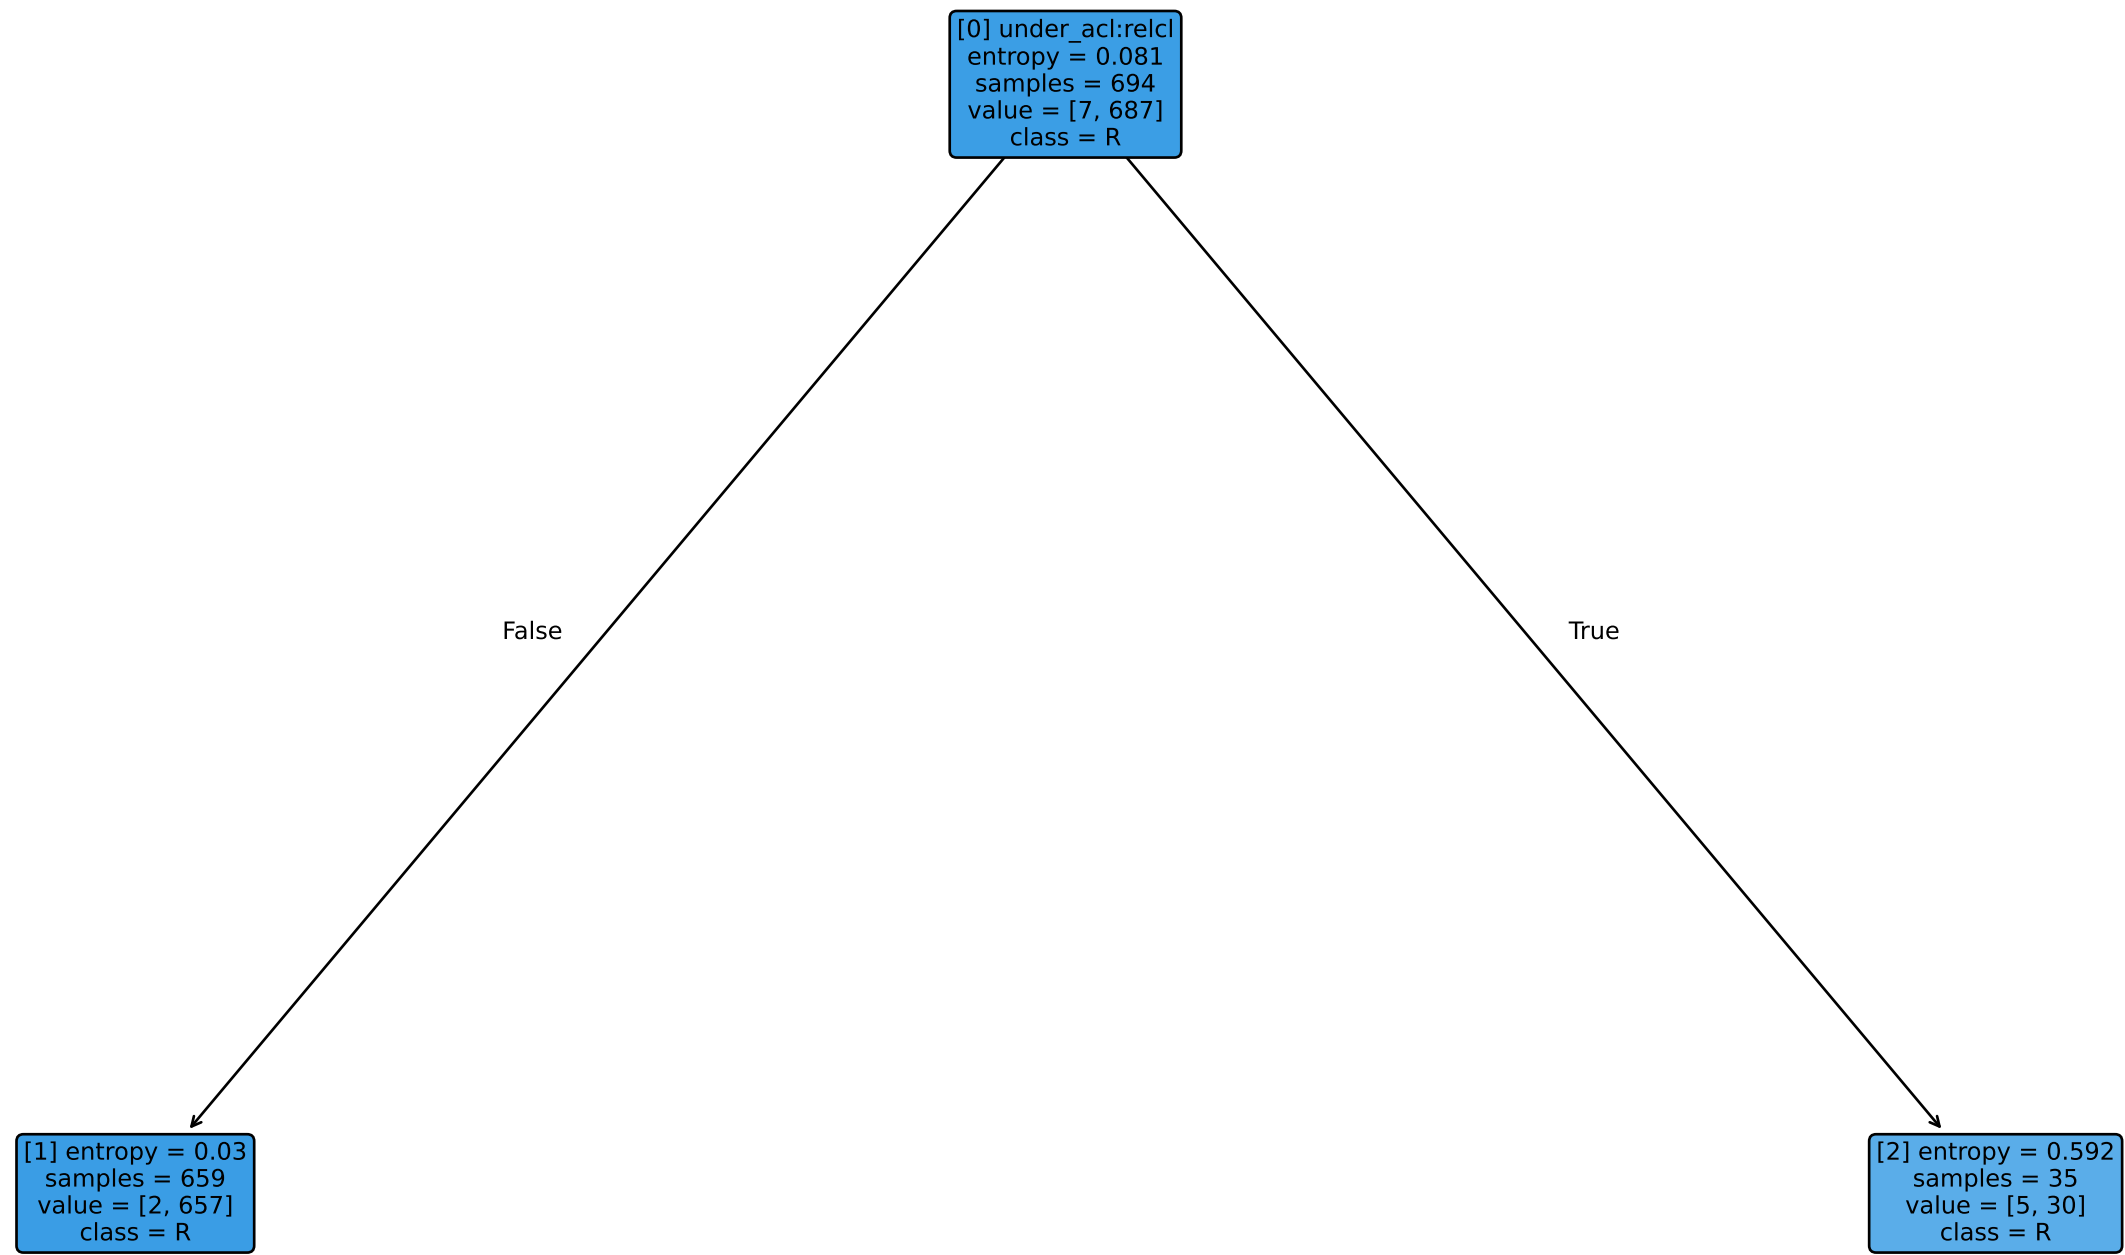 [0] under_acl:relcl
entropy = 0.081
samples = 694
value = [7, 687]
class = R
False
True
[1] entropy = 0.03
samples = 659
value = [2, 657]
class = R
[2] entropy = 0.592
samples = 35
value = [5, 30]
class = R